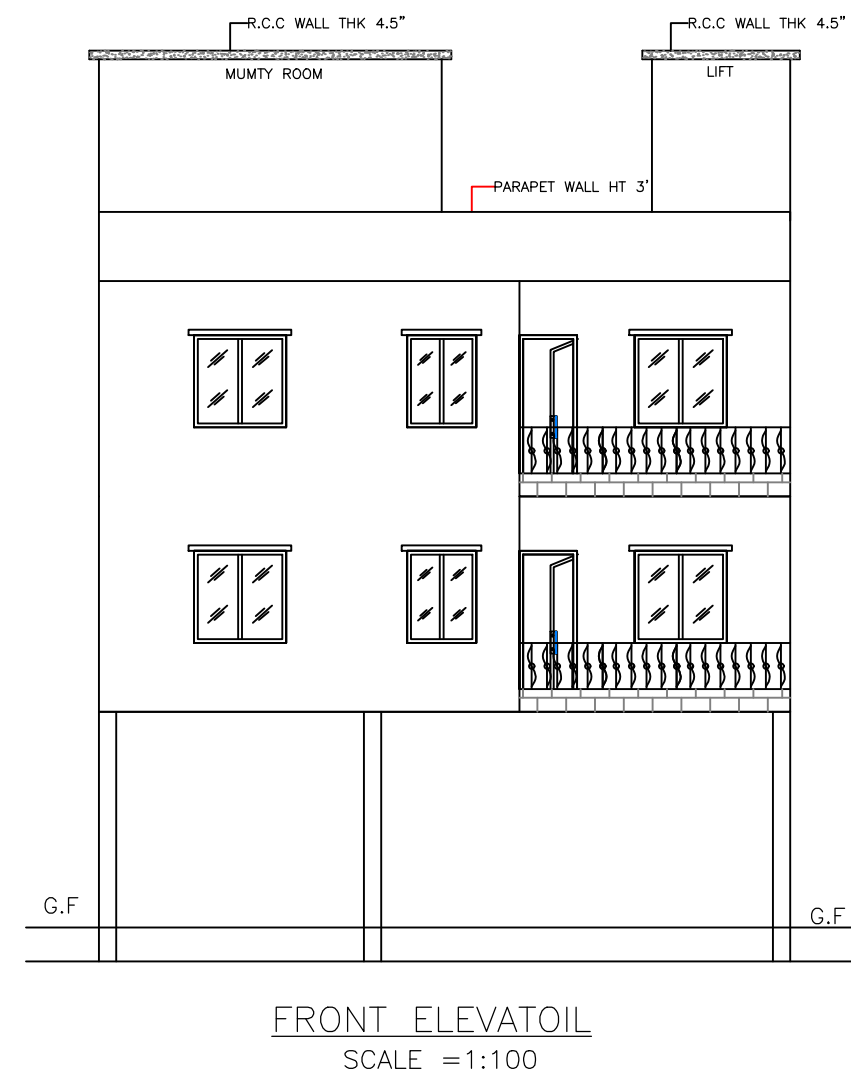 R.C.C WALL THK 4.5"
R.C.C WALL THK 4.5"
MUMTY ROOM
LIFT
PARAPET WALL HT 3'
G.F
G.F
FRONT ELEVATOIL
SCALE =1:100